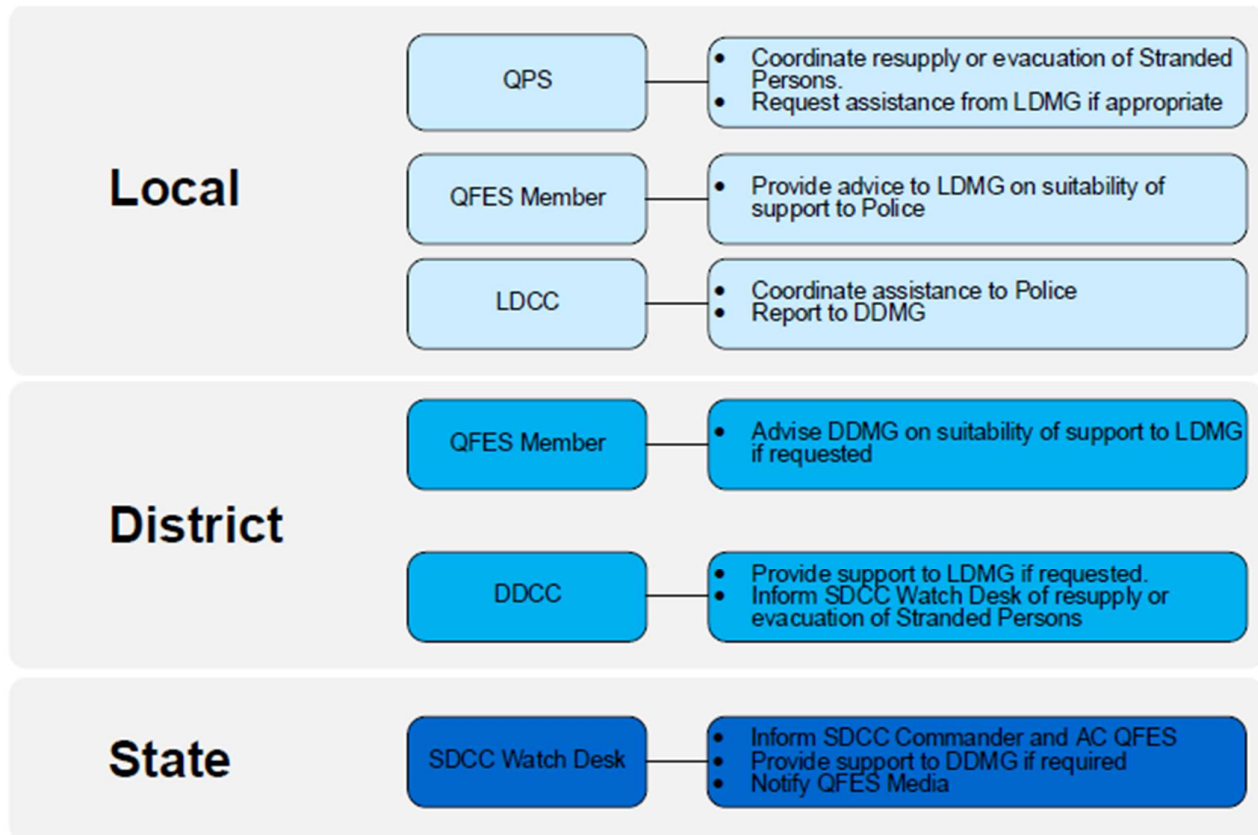 Local
QPS
• Coordinate resupply or evacuation of Stranded
Persons.
• Request assistance from LDMG if appropriate
QFES Member
• Provide advice to LDMG on suitability of
support to Police
LDCC
• Coordinate assistance to Police
• Report to DDMG
District
QFES Member
• Advise DDMG on suitability of support to LDMG
if requested
DDCC
• Provide support to LDMG if requested.
• Inform SDCC Watch Desk of resupply or
evacuation of Stranded Persons
State
SDCC Watch Desk
• Inform SDCC Commander and AC QFES
• Provide support to DDMG if required
• Notify QFES Media